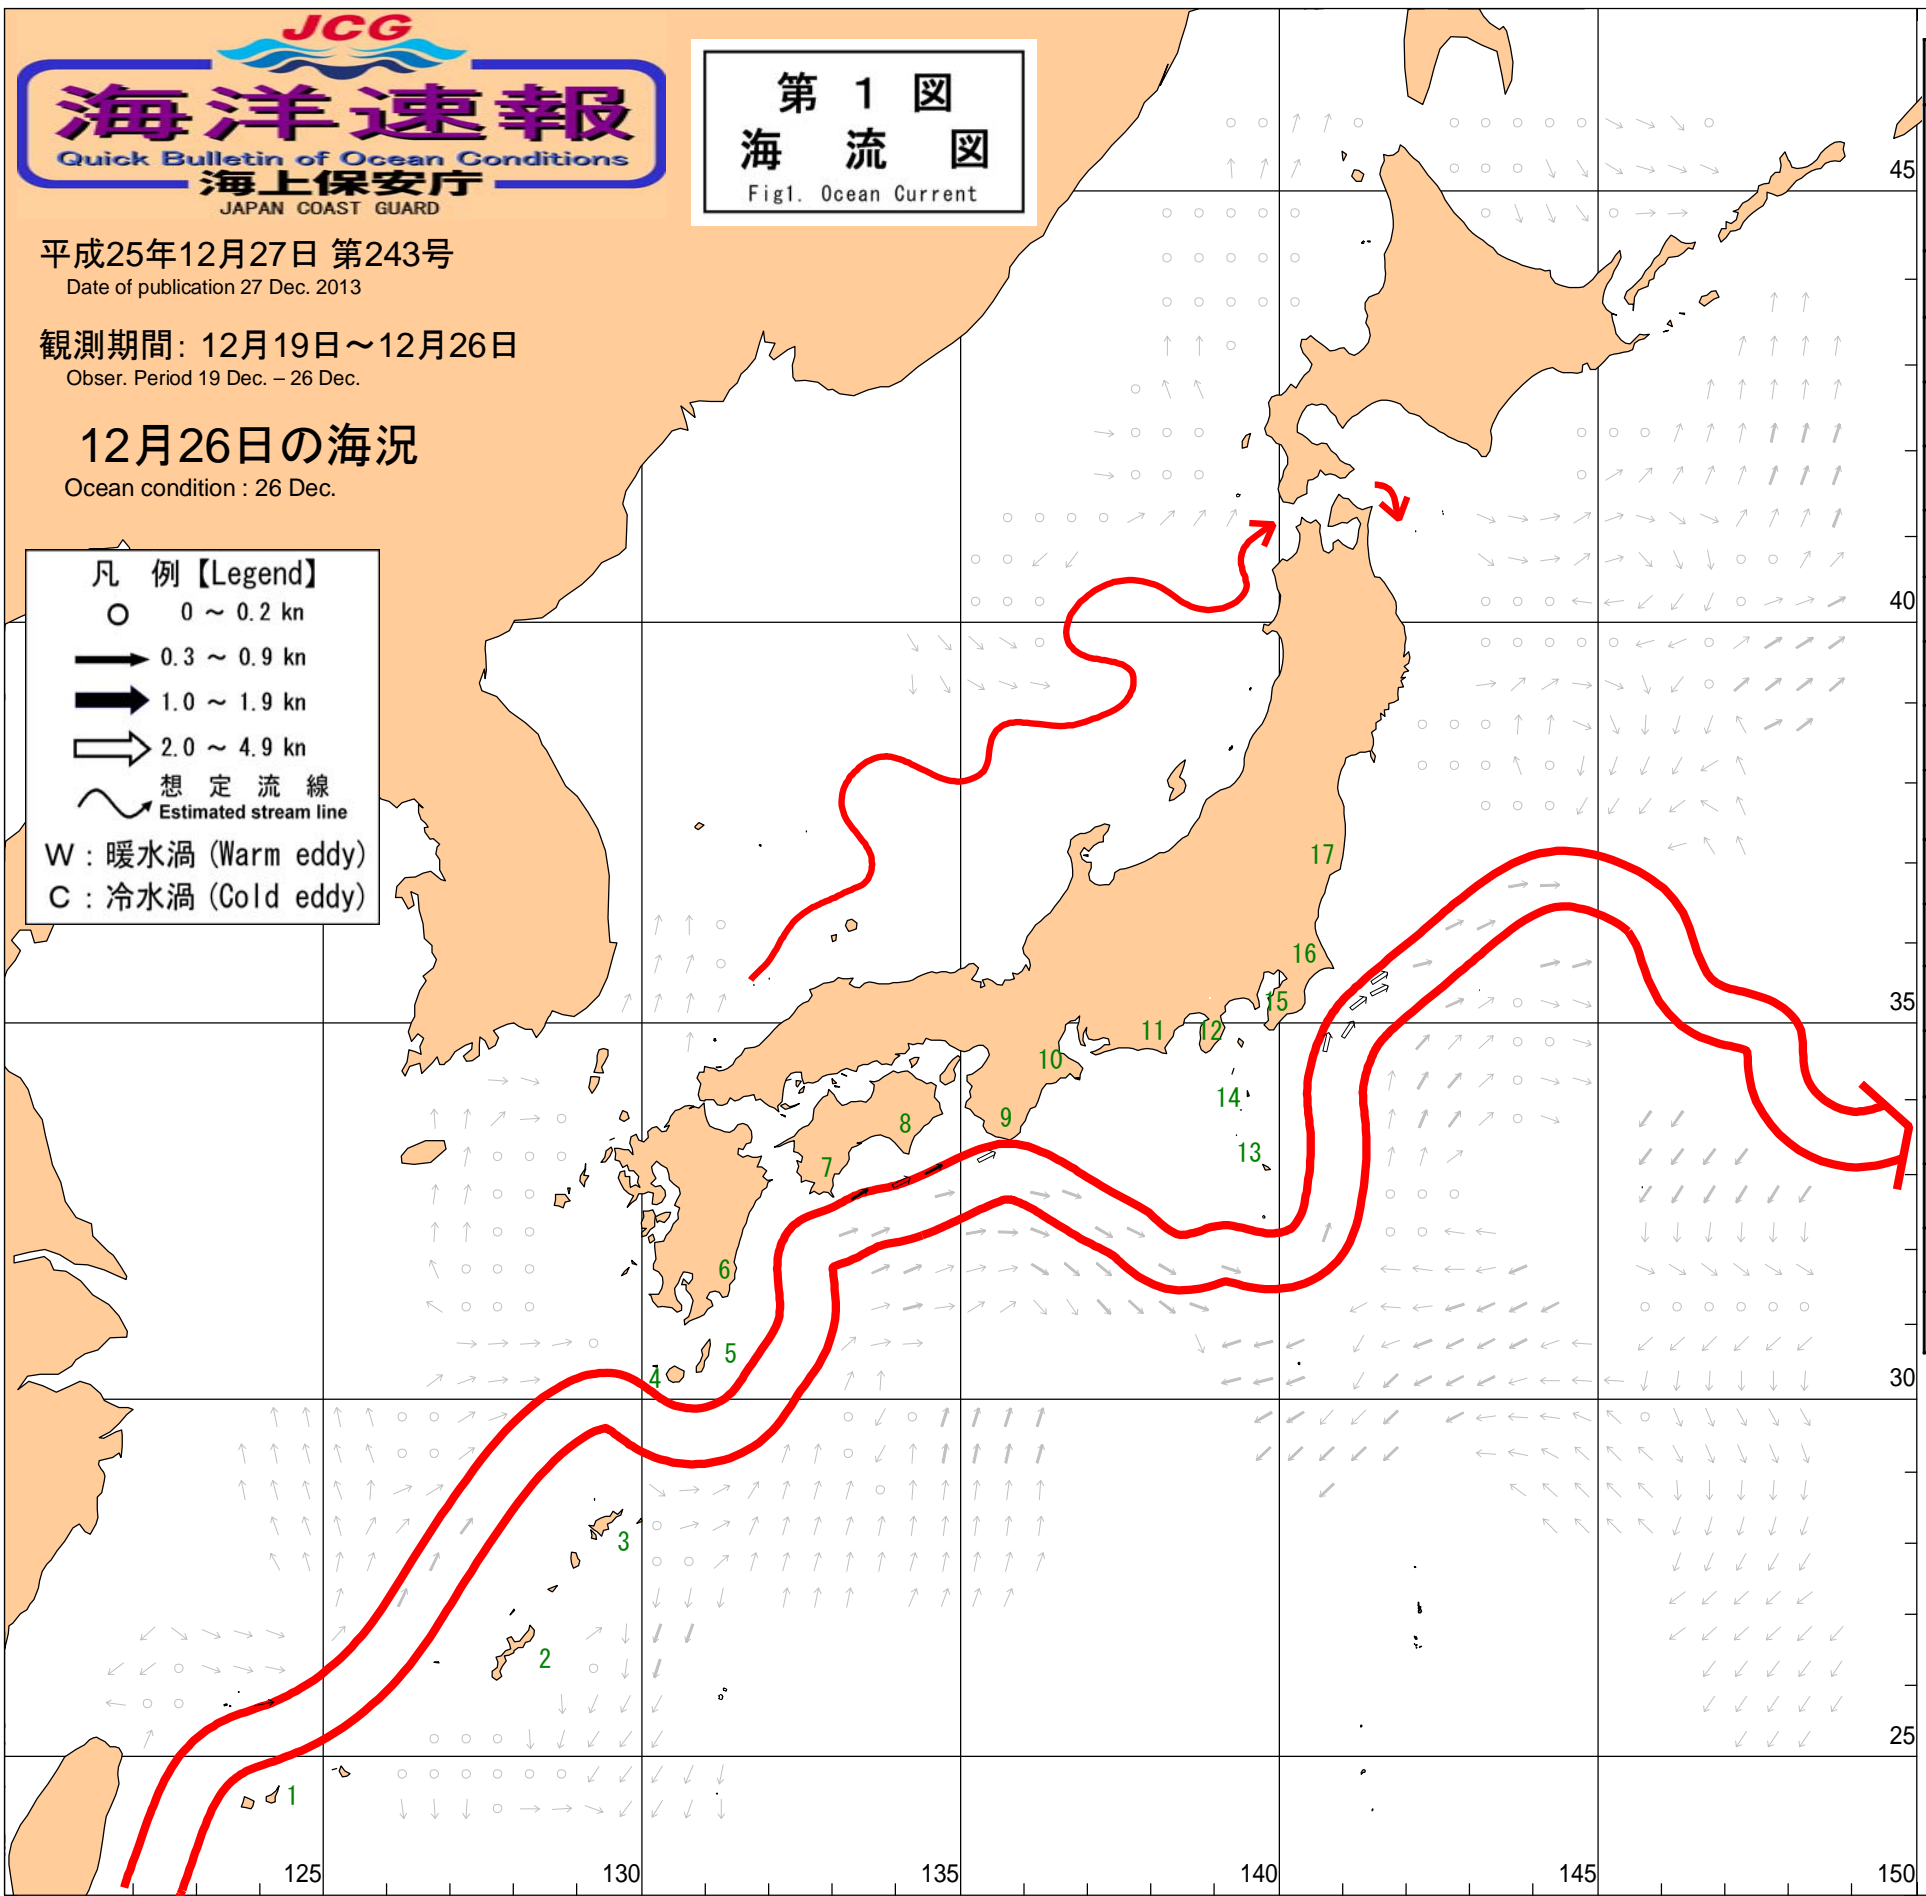 JCG
海洋速報
Quick Bulletin of Ocean Conditions
海上保安庁
JAPAN COAST GUARD
第 1 図
海 流 図
Fig1. Ocean Current
平成25年12月27日 第243号
Date of publication 27 Dec. 2013
観測期間: 12月19日～12月26日
Obser. Period 19 Dec. – 26 Dec.
12月26日の海況
Ocean condition : 26 Dec.
凡 例【Legend】
0 ～ 0.2 kn
0.3 ～ 0.9 kn
1.0 ～ 1.9 kn
2.0 ～ 4.9 kn
想 定 流 線
Estimated stream line
W : 暖水渦 (Warm eddy)
C : 冷水渦 (Cold eddy)
45
40
17
16
15
35
11
12
10
14
8
9
13
7
6
5
4
30
3
2
25
1
125
130
135
140
145
150